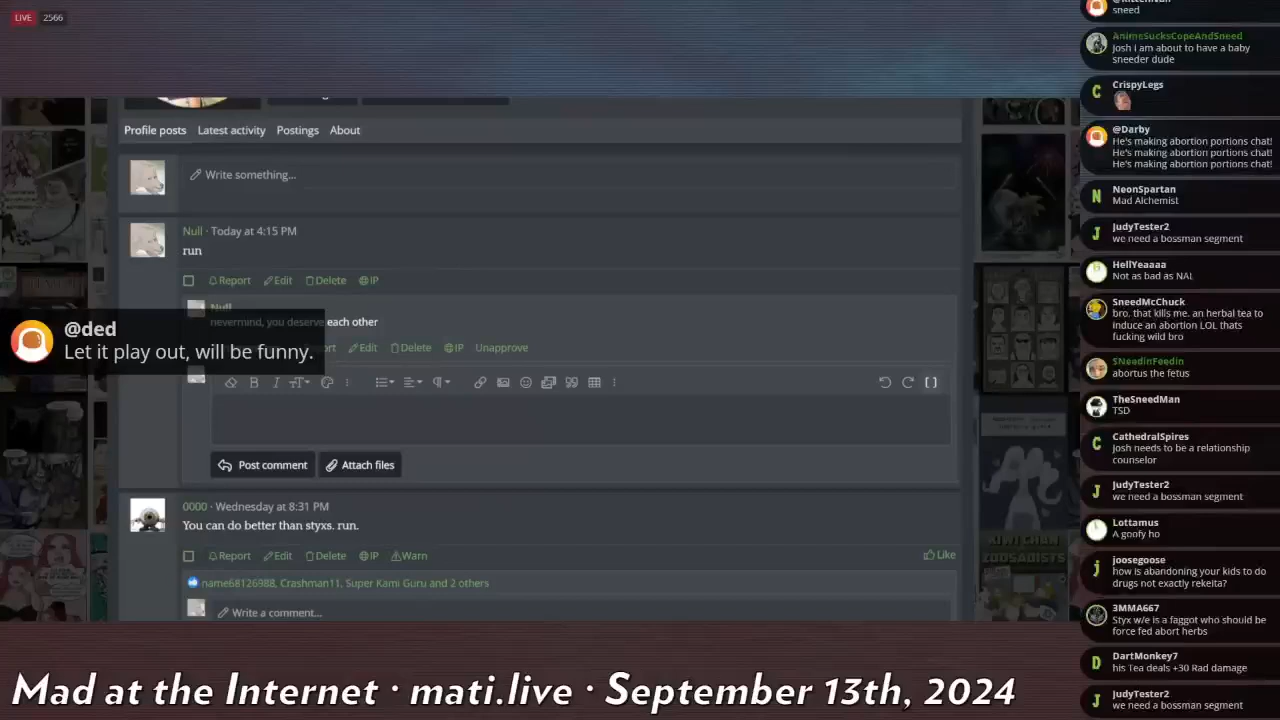 LIVE 2566
Profile posts Latest activity Postings About
Write something...
Null · Today at 4:15 PM
run
Report Edit Delete IP
Null
nevermind, you deserve each other
Edit Delete IP Unapprove
@ded
Let it play out, will be funny.
Post comment Attach files
0000 · Wednesday at 8:31 PM
You can do better than styxs. run.
Report Edit Delete IP Warn
Like
name68126988, Crashman11, Super Kami Guru and 2 others
Write a comment...
KIWI CHAN
ZOOSADISTS
sneed
AnimeSucksCopeAndSneed
Josh I am about to have a baby
sneeder dude
CrispyLegs
@Darby
He's making abortion portions chat!
He's making abortion portions chat!
He's making abortion portions chat!
NeonSpartan
Mad Alchemist
JudyTester2
we need a bossman segment
HellYeaaaa
Not as bad as NAL
SneedMcChuck
bro. that kills me. an herbal tea to
induce an abortion LOL thats
fucking wild bro
SNeedinFeedin
abortus the fetus
TheSneedMan
TSD
CathedralSpires
Josh needs to be a relationship
counselor
JudyTester2
we need a bossman segment
Lottamus
A goofy ho
joosegoose
how is abandoning your kids to do
drugs not exactly rekeita?
3MMA667
Styx w/e is a faggot who should be
force fed abort herbs
DartMonkey7
his Tea deals +30 Rad damage
JudyTester2
we need a bossman segment
Mad at the Internet · mati.live · September 13th, 2024